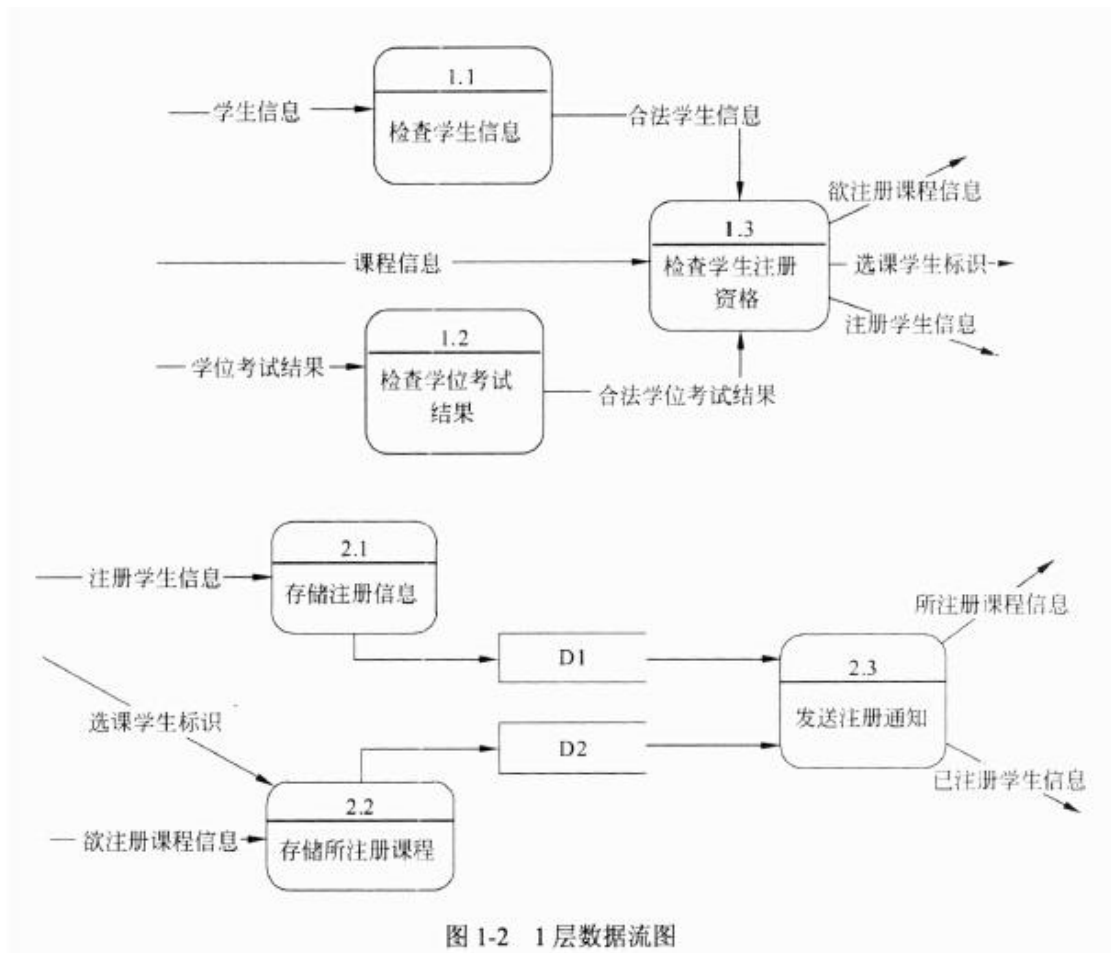 1.1
学生信息
检查学生信息
合法学生信息
欲注册课程信息
1.3
课程信息
检查学生注册
资格
选课学生标识
注册学生信息
1.2
学位考试结果
检查学位考试
结果
合法学位考试结果
2.1
注册学生信息
存储注册信息
所注册课程信息
D1
2.3
选课学生标识
发送注册通知
D2
已注册学生信息
2.2
欲注册课程信息
存储所注册课程
图 1-2 1 层数据流图